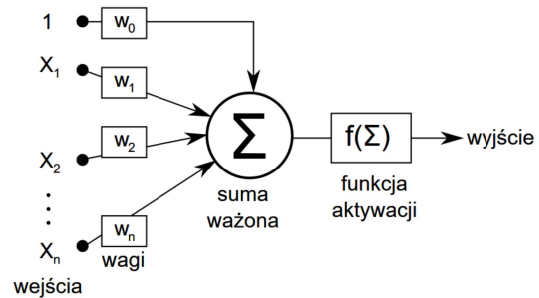 1
w0
X1
w1
X2
w2
⋮
Xn
wn
wejścia
wagi
Σ
suma
ważona
f(Σ)
funkcja
aktywacji
wyjście